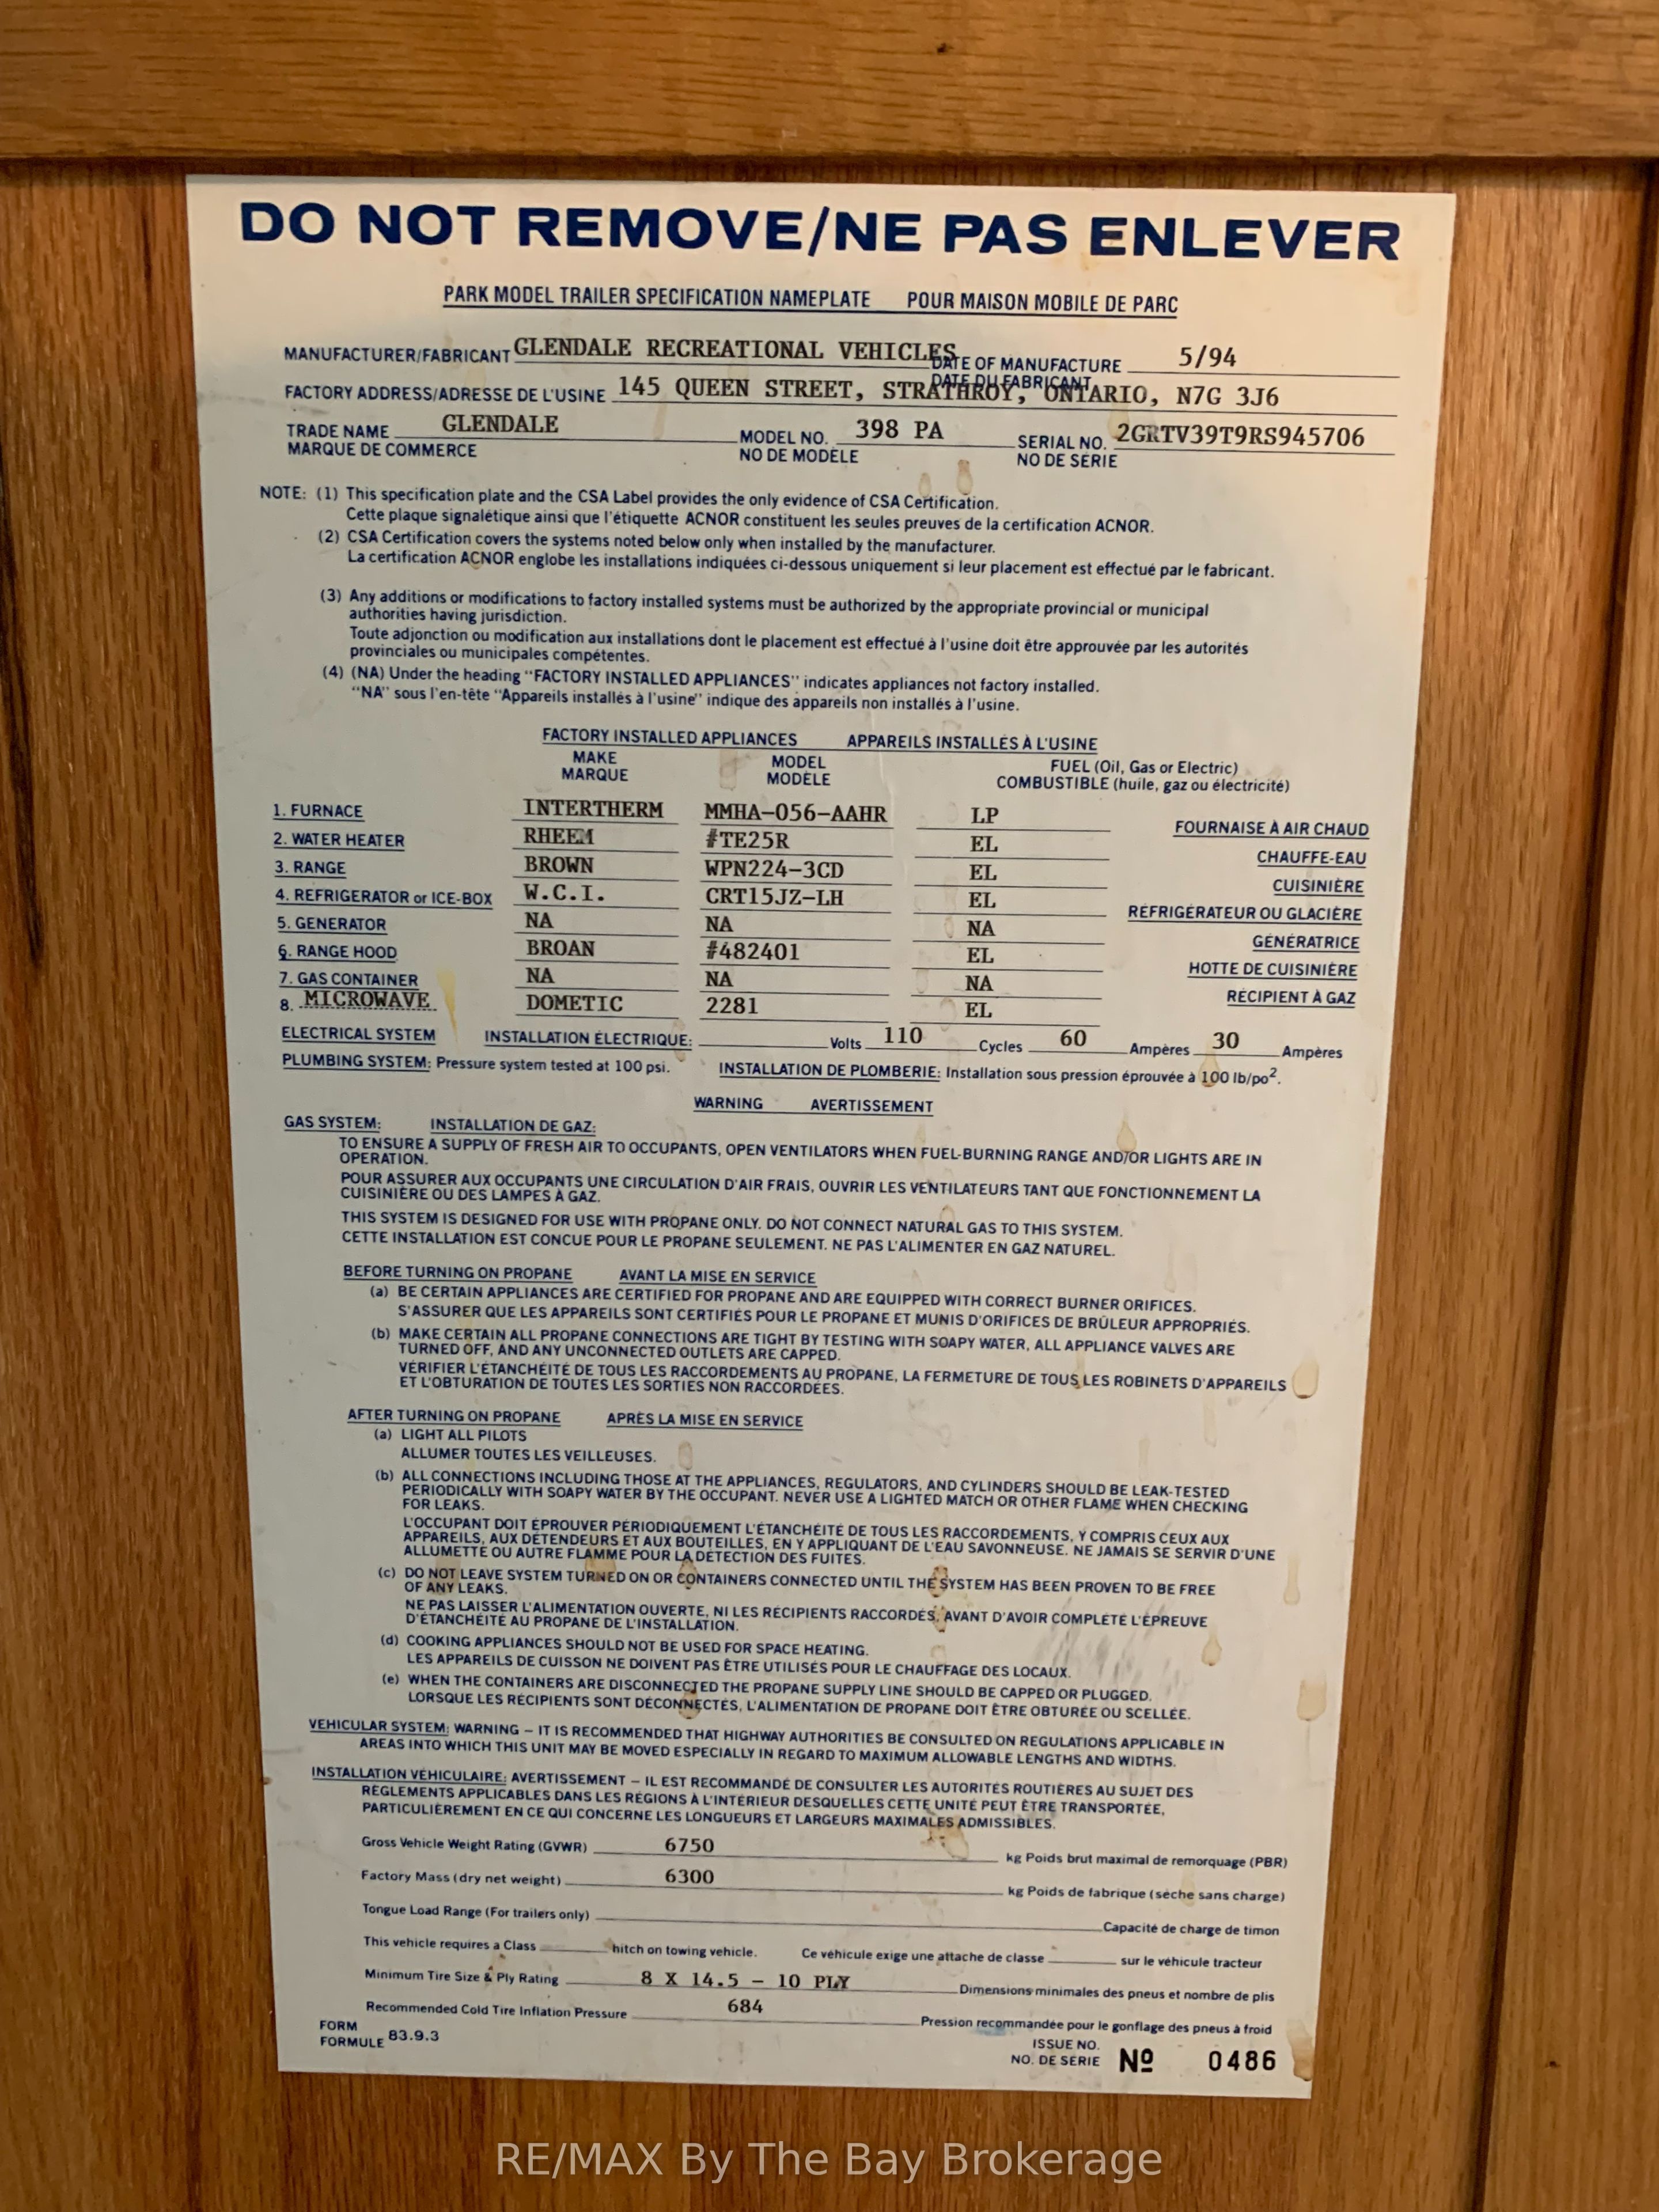 DO NOT REMOVE/NE PAS ENLEVER
PARK MODEL TRAILER SPECIFICATION NAMEPLATE POUR MAISON MOBILE DE PARC
MANUFACTURER/FABRICANT GLENDALE RECREATIONAL VEHICLES DATE OF MANUFACTURE 5/94
DATE DU FABRICANT
FACTORY ADDRESS/ADRESSE DE L'USINE 145 QUEEN STREET, STRATHROY, ONTARIO, N7G 3J6
TRADE NAME GLENDALE MODEL NO. 398 PA SERIAL NO. 2GRTV39T9RS945706
MARQUE DE COMMERCE NO DE MODÈLE NO DE SÉRIE
NOTE: (1) This specification plate and the CSA Label provides the only evidence of CSA Certification.
Cette plaque signalétique ainsi que l'étiquette ACNOR constituent les seules preuves de la certification ACNOR.
(2) CSA Certification covers the systems noted below only when installed by the manufacturer.
La certification ACNOR englobe les installations indiquées ci-dessous uniquement si leur placement est effectué par le fabricant.
(3) Any additions or modifications to factory installed systems must be authorized by the appropriate provincial or municipal
authorities having jurisdiction.
Toute adjonction ou modification aux installations dont le placement est effectué à l'usine doit être approuvée par les autorités
provinciales ou municipales compétentes.
(4) (NA) Under the heading "FACTORY INSTALLED APPLIANCES" indicates appliances not factory installed.
"NA" sous l'en-tête "Appareils installés à l'usine" indique des appareils non installés à l'usine.
FACTORY INSTALLED APPLIANCES APPAREILS INSTALLÉS À L'USINE
MAKE MODEL FUEL (Oil, Gas or Electric)
MARQUE MODÈLE COMBUSTIBLE (huile, gaz ou électricité)
1. FURNACE INTERTHERM MMHA-056-AAHR LP FOURNAISE À AIR CHAUD
2. WATER HEATER RHEEM #TE25R EL CHAUFFE-EAU
3. RANGE BROWN WPN224-3CD EL CUISINIÈRE
4. REFRIGERATOR or ICE-BOX W.C.I. CRT15JZ-LH EL RÉFRIGÉRATEUR OU GLACIÈRE
5. GENERATOR NA NA NA GÉNÉRATRICE
6. RANGE HOOD BROAN #482401 EL HOTTE DE CUISINIÈRE
7. GAS CONTAINER NA NA NA RÉCIPIENT À GAZ
8. MICROWAVE DOMETIC 2281 EL
ELECTRICAL SYSTEM INSTALLATION ÉLECTRIQUE: Volts 110 Cycles 60 Ampères 30 Ampères
PLUMBING SYSTEM: Pressure system tested at 100 psi. INSTALLATION DE PLOMBERIE: Installation sous pression éprouvée à 100 lb/po².
WARNING AVERTISSEMENT
GAS SYSTEM: INSTALLATION DE GAZ:
TO ENSURE A SUPPLY OF FRESH AIR TO OCCUPANTS, OPEN VENTILATORS WHEN FUEL-BURNING RANGE AND/OR LIGHTS ARE IN
OPERATION.
POUR ASSURER AUX OCCUPANTS UNE CIRCULATION D'AIR FRAIS, OUVRIR LES VENTILATEURS TANT QUE FONCTIONNEMENT LA
CUISINIÈRE OU DES LAMPES À GAZ.
THIS SYSTEM IS DESIGNED FOR USE WITH PROPANE ONLY. DO NOT CONNECT NATURAL GAS TO THIS SYSTEM.
CETTE INSTALLATION EST CONCUE POUR LE PROPANE SEULEMENT. NE PAS L'ALIMENTER EN GAZ NATUREL.
BEFORE TURNING ON PROPANE AVANT LA MISE EN SERVICE
(a) BE CERTAIN APPLIANCES ARE CERTIFIED FOR PROPANE AND ARE EQUIPPED WITH CORRECT BURNER ORIFICES.
S'ASSURER QUE LES APPAREILS SONT CERTIFIÉS POUR LE PROPANE ET MUNIS D'ORIFICES DE BRÛLEUR APPROPRIÉS.
(b) MAKE CERTAIN ALL PROPANE CONNECTIONS ARE TIGHT BY TESTING WITH SOAPY WATER, ALL APPLIANCE VALVES ARE
TURNED OFF, AND ANY UNCONNECTED OUTLETS ARE CAPPED.
VÉRIFIER L'ÉTANCHÉITÉ DE TOUS LES RACCORDEMENTS AU PROPANE, LA FERMETURE DE TOUS LES ROBINETS D'APPAREILS
ET L'OBTURATION DE TOUTES LES SORTIES NON RACCORDÉES.
AFTER TURNING ON PROPANE APRÈS LA MISE EN SERVICE
(a) LIGHT ALL PILOTS
ALLUMER TOUTES LES VEILLEUSES.
(b) ALL CONNECTIONS INCLUDING THOSE AT THE APPLIANCES, REGULATORS, AND CYLINDERS SHOULD BE LEAK-TESTED
PERIODICALLY WITH SOAPY WATER BY THE OCCUPANT. NEVER USE A LIGHTED MATCH OR OTHER FLAME WHEN CHECKING
FOR LEAKS.
L'OCCUPANT DOIT ÉPROUVER PÉRIODIQUEMENT L'ÉTANCHÉITÉ DE TOUS LES RACCORDEMENTS, Y COMPRIS CEUX AUX
APPAREILS, AUX DÉTENDEURS ET AUX BOUTEILLES, EN Y APPLIQUANT DE L'EAU SAVONNEUSE. NE JAMAIS SE SERVIR D'UNE
ALLUMETTE OU AUTRE FLAMME POUR LA DÉTECTION DES FUITES.
(c) DO NOT LEAVE SYSTEM TURNED ON OR CONTAINERS CONNECTED UNTIL THE SYSTEM HAS BEEN PROVEN TO BE FREE
OF ANY LEAKS.
NE PAS LAISSER L'ALIMENTATION OUVERTE, NI LES RÉCIPIENTS RACCORDÉS, AVANT D'AVOIR COMPLÉTÉ L'ÉPREUVE
D'ÉTANCHÉITÉ AU PROPANE DE L'INSTALLATION.
(d) COOKING APPLIANCES SHOULD NOT BE USED FOR SPACE HEATING.
LES APPAREILS DE CUISSON NE DOIVENT PAS ÊTRE UTILISÉS POUR LE CHAUFFAGE DES LOCAUX.
(e) WHEN THE CONTAINERS ARE DISCONNECTED THE PROPANE SUPPLY LINE SHOULD BE CAPPED OR PLUGGED.
LORSQUE LES RÉCIPIENTS SONT DÉCONNECTÉS, L'ALIMENTATION DE PROPANE DOIT ÊTRE OBTURÉE OU SCELLÉE.
VEHICULAR SYSTEM: WARNING – IT IS RECOMMENDED THAT HIGHWAY AUTHORITIES BE CONSULTED ON REGULATIONS APPLICABLE IN
AREAS INTO WHICH THIS UNIT MAY BE MOVED ESPECIALLY IN REGARD TO MAXIMUM ALLOWABLE LENGTHS AND WIDTHS.
INSTALLATION VÉHICULAIRE: AVERTISSEMENT – IL EST RECOMMANDÉ DE CONSULTER LES AUTORITÉS ROUTIÈRES AU SUJET DES
RÈGLEMENTS APPLICABLES DANS LES RÉGIONS À L'INTÉRIEUR DESQUELLES CETTE UNITÉ PEUT ÊTRE TRANSPORTÉE,
PARTICULIÈREMENT EN CE QUI CONCERNE LES LONGUEURS ET LARGEURS MAXIMALES ADMISSIBLES.
Gross Vehicle Weight Rating (GVWR) 6750 kg Poids brut maximal de remorquage (PBR)
Factory Mass (dry net weight) 6300 kg Poids de fabrique (sèche sans charge)
Tongue Load Range (For trailers only) Capacité de charge de timon
This vehicle requires a Class hitch on towing vehicle. Ce véhicule exige une attache de classe sur le véhicule tracteur
Minimum Tire Size & Ply Rating 8 X 14.5 - 10 PLY Dimensions minimales des pneus et nombre de plis
Recommended Cold Tire Inflation Pressure 684 Pression recommandée pour le gonflage des pneus à froid
FORM
FORMULE 83.9.3
ISSUE NO.
NO. DE SÉRIE Nº 0486
RE/MAX By The Bay Brokerage